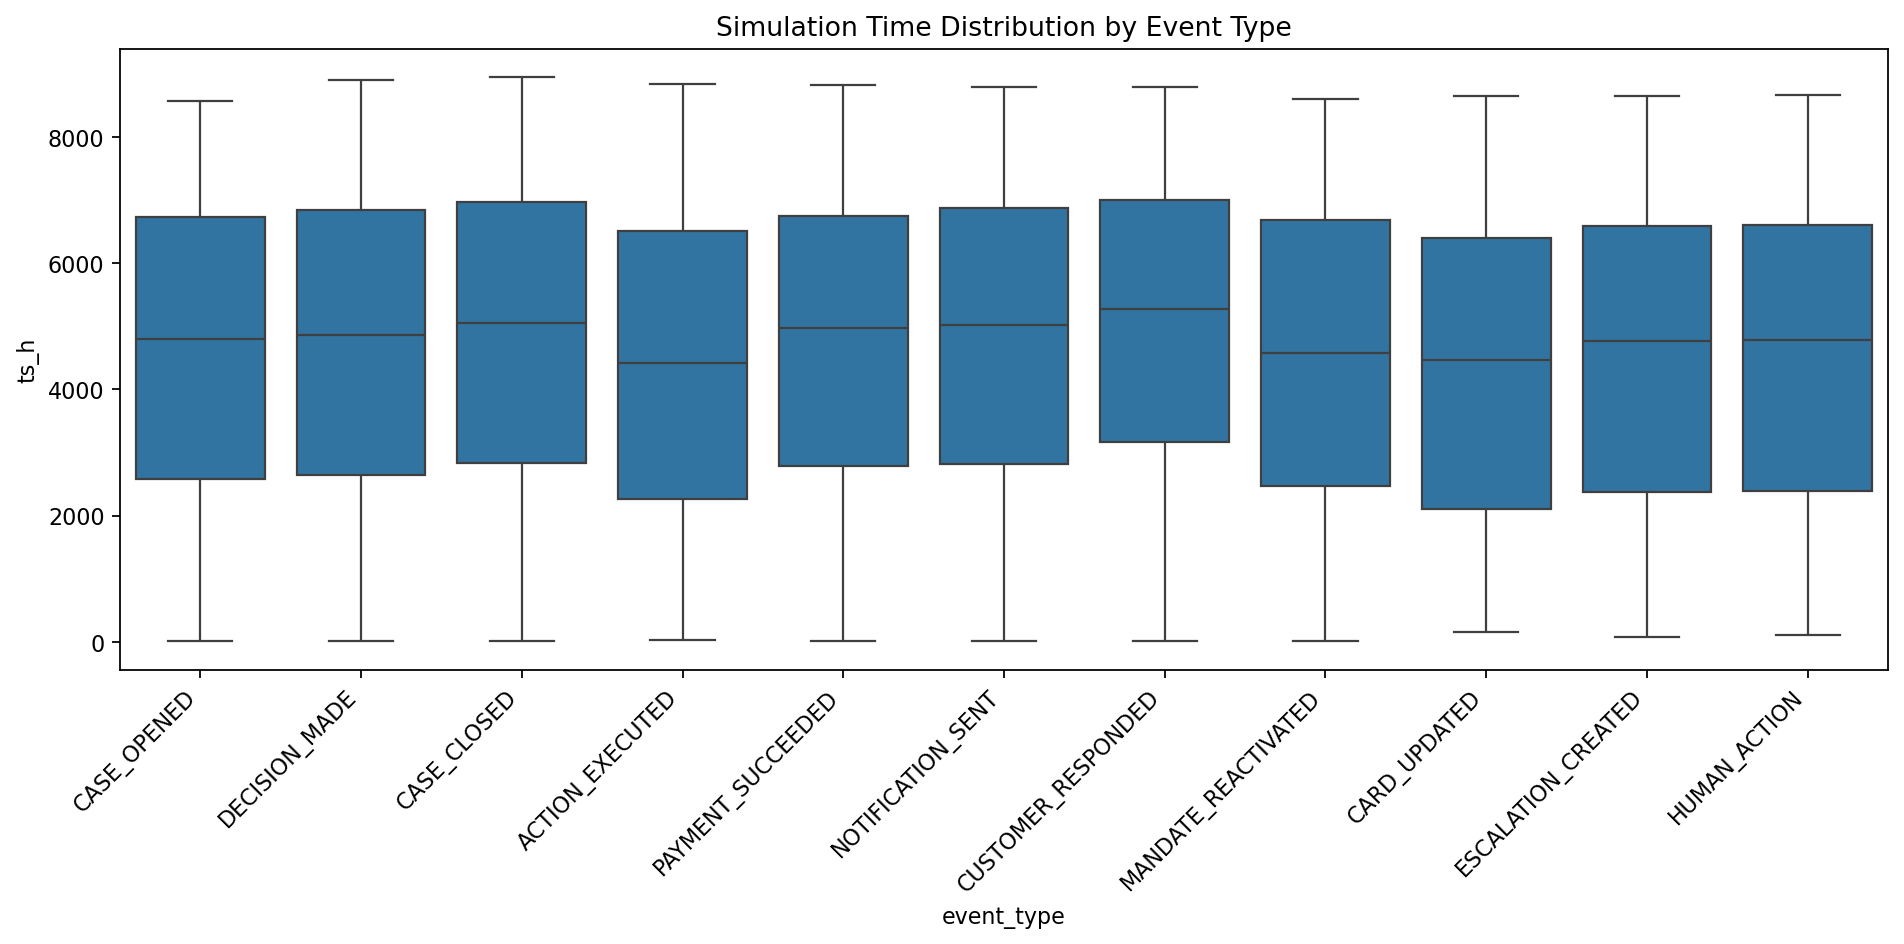 Simulation Time Distribution by Event Type
ts_h
8000
6000
4000
2000
0
CASE_OPENED
DECISION_MADE
CASE_CLOSED
ACTION_EXECUTED
PAYMENT_SUCCEEDED
NOTIFICATION_SENT
CUSTOMER_RESPONDED
MANDATE_REACTIVATED
CARD_UPDATED
ESCALATION_CREATED
HUMAN_ACTION
event_type